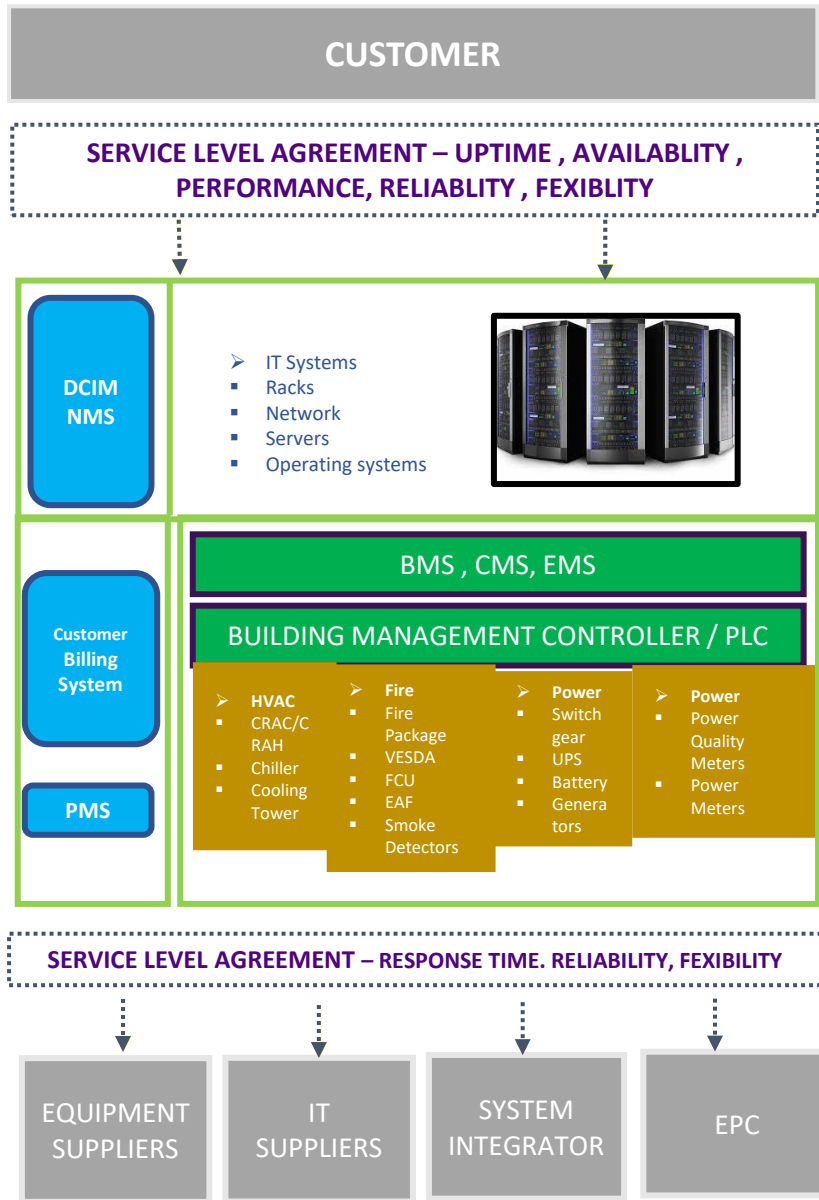 CUSTOMER
SERVICE LEVEL AGREEMENT – UPTIME , AVAILABLITY ,
PERFORMANCE, RELIABLITY , FEXIBLITY
DCIM
NMS
➢ IT Systems
▪ Racks
▪ Network
▪ Servers
▪ Operating systems
Customer
Billing
System
PMS
BMS , CMS, EMS
BUILDING MANAGEMENT CONTROLLER / PLC
➢ HVAC
▪ CRAC/C
RAH
▪ Chiller
▪ Cooling
Tower
➢ Fire
▪ Fire
Package
▪ VESDA
▪ FCU
▪ EAF
▪ Smoke
Detectors
➢ Power
▪ Switch
gear
▪ UPS
▪ Battery
▪ Genera
tors
➢ Power
▪ Power
Quality
Meters
▪ Power
Meters
SERVICE LEVEL AGREEMENT – RESPONSE TIME. RELIABILITY, FEXIBILITY
EQUIPMENT
SUPPLIERS
IT
SUPPLIERS
SYSTEM
INTEGRATOR
EPC